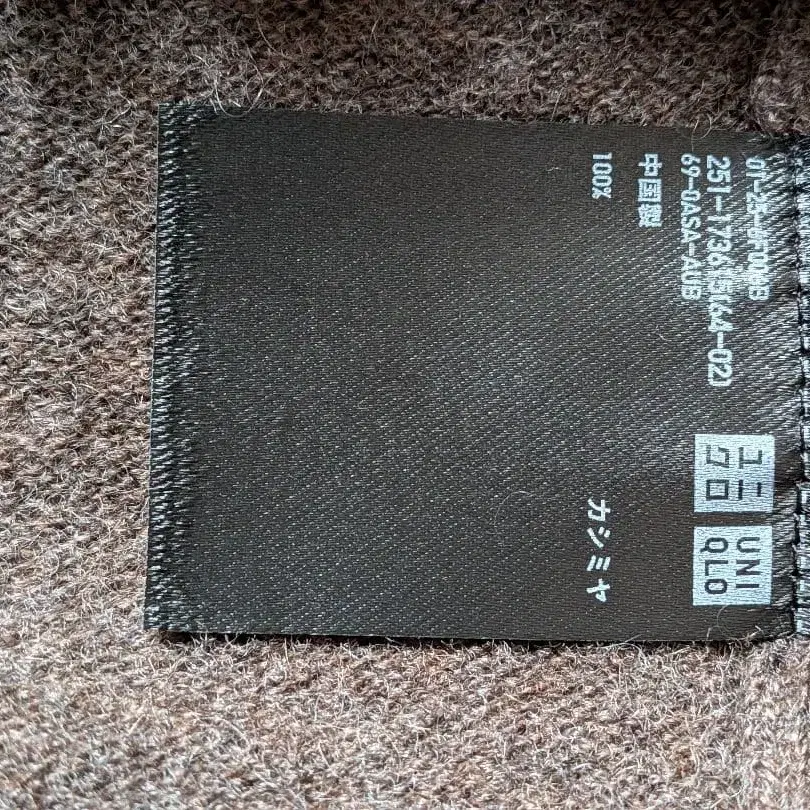 251-173615(64-02)
69-0ASA-AUB
ユニ
クロ
UNI
QLO
中国製
100% カシミヤ